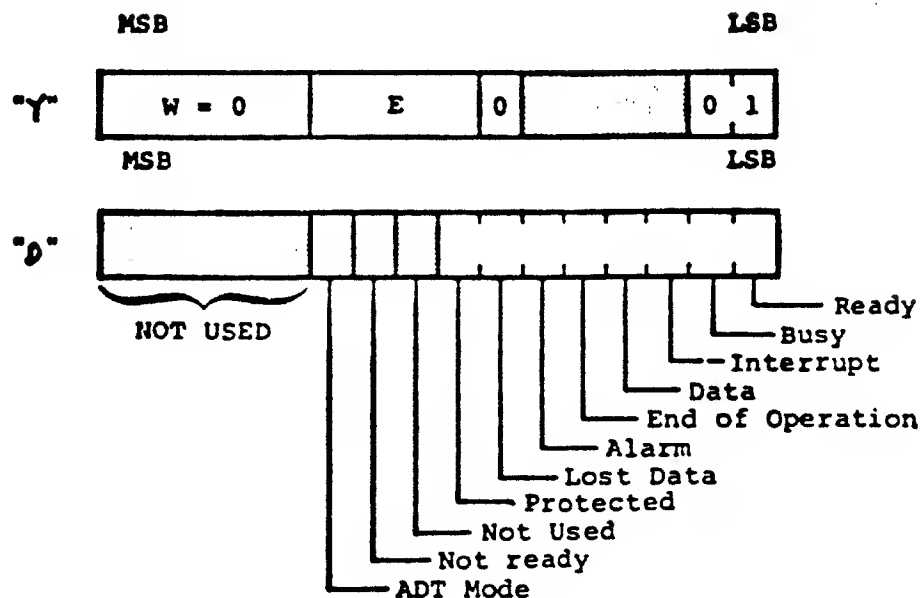 MSB LSB
"Y" W = 0 E 0 0 1
MSB LSB
"D"
NOT USED
Ready
Busy
Interrupt
Data
End of Operation
Alarm
Lost Data
Protected
Not Used
Not ready
ADT Mode